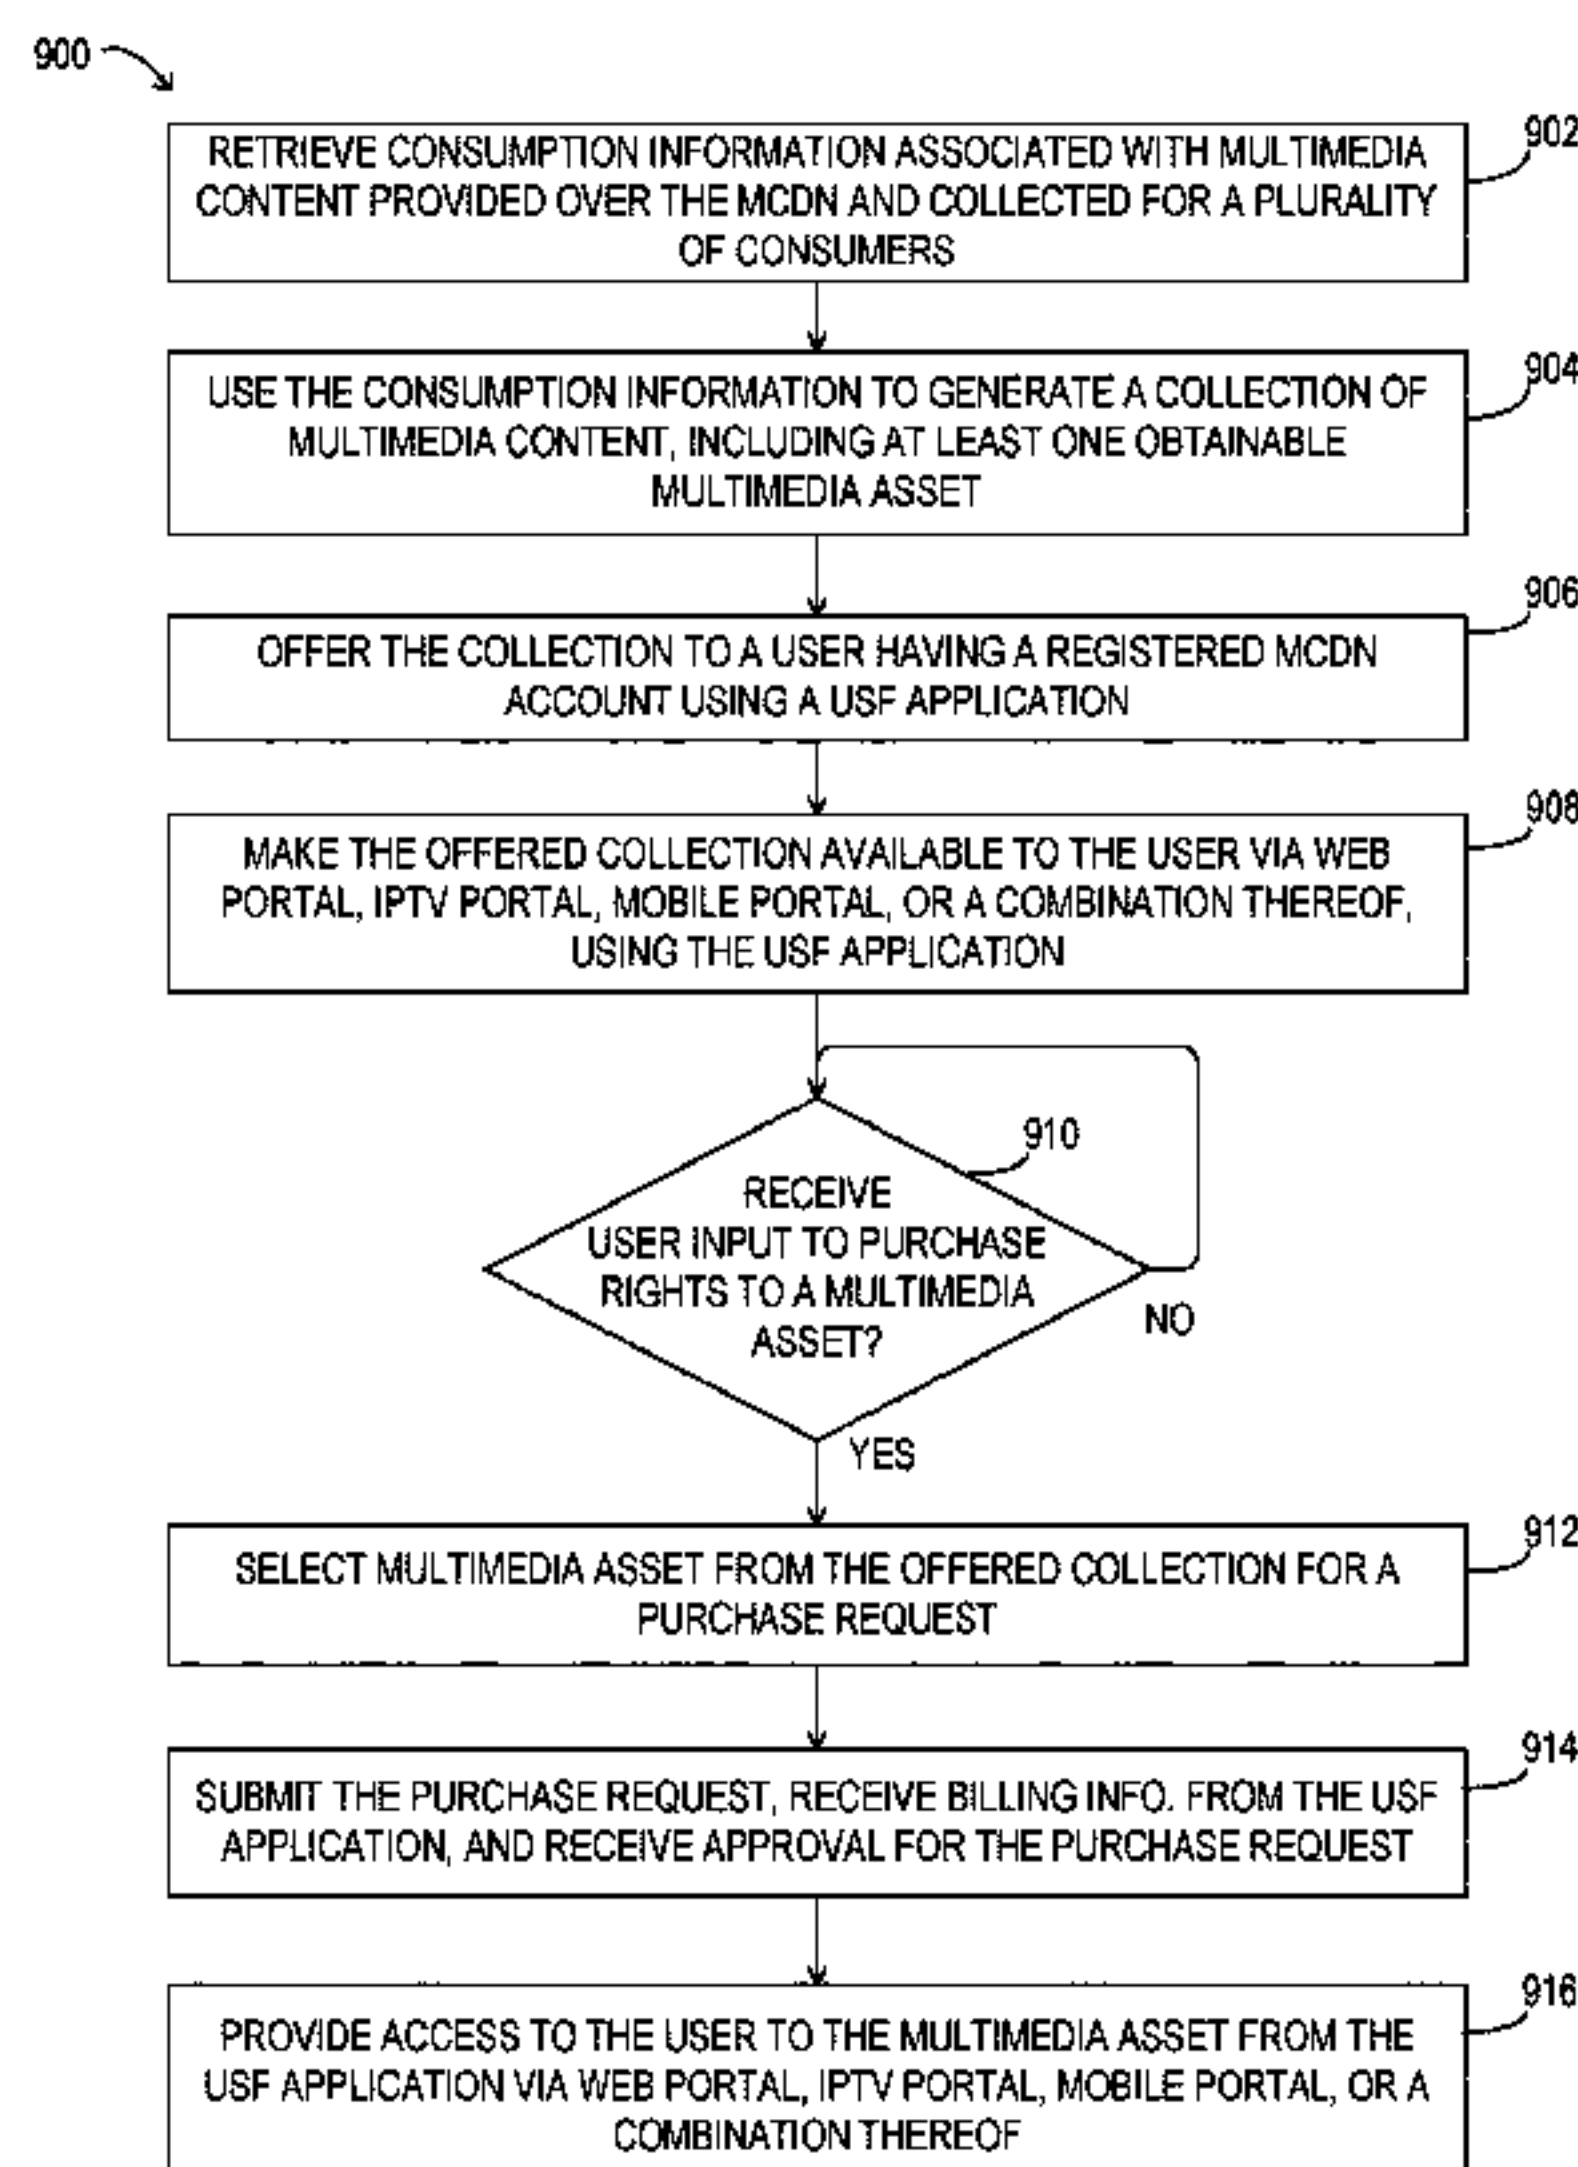 900
902
RETRIEVE CONSUMPTION INFORMATION ASSOCIATED WITH MULTIMEDIA
CONTENT PROVIDED OVER THE MCDN AND COLLECTED FOR A PLURALITY
OF CONSUMERS
904
USE THE CONSUMPTION INFORMATION TO GENERATE A COLLECTION OF
MULTIMEDIA CONTENT, INCLUDING AT LEAST ONE OBTAINABLE
MULTIMEDIA ASSET
906
OFFER THE COLLECTION TO A USER HAVING A REGISTERED MCDN
ACCOUNT USING A USF APPLICATION
908
MAKE THE OFFERED COLLECTION AVAILABLE TO THE USER VIA WEB
PORTAL, IPTV PORTAL, MOBILE PORTAL, OR A COMBINATION THEREOF,
USING THE USF APPLICATION
910
RECEIVE
USER INPUT TO PURCHASE
RIGHTS TO A MULTIMEDIA
ASSET?
NO
YES
912
SELECT MULTIMEDIA ASSET FROM THE OFFERED COLLECTION FOR A
PURCHASE REQUEST
914
SUBMIT THE PURCHASE REQUEST, RECEIVE BILLING INFO. FROM THE USF
APPLICATION, AND RECEIVE APPROVAL FOR THE PURCHASE REQUEST
916
PROVIDE ACCESS TO THE USER TO THE MULTIMEDIA ASSET FROM THE
USF APPLICATION VIA WEB PORTAL, IPTV PORTAL, MOBILE PORTAL, OR A
COMBINATION THEREOF